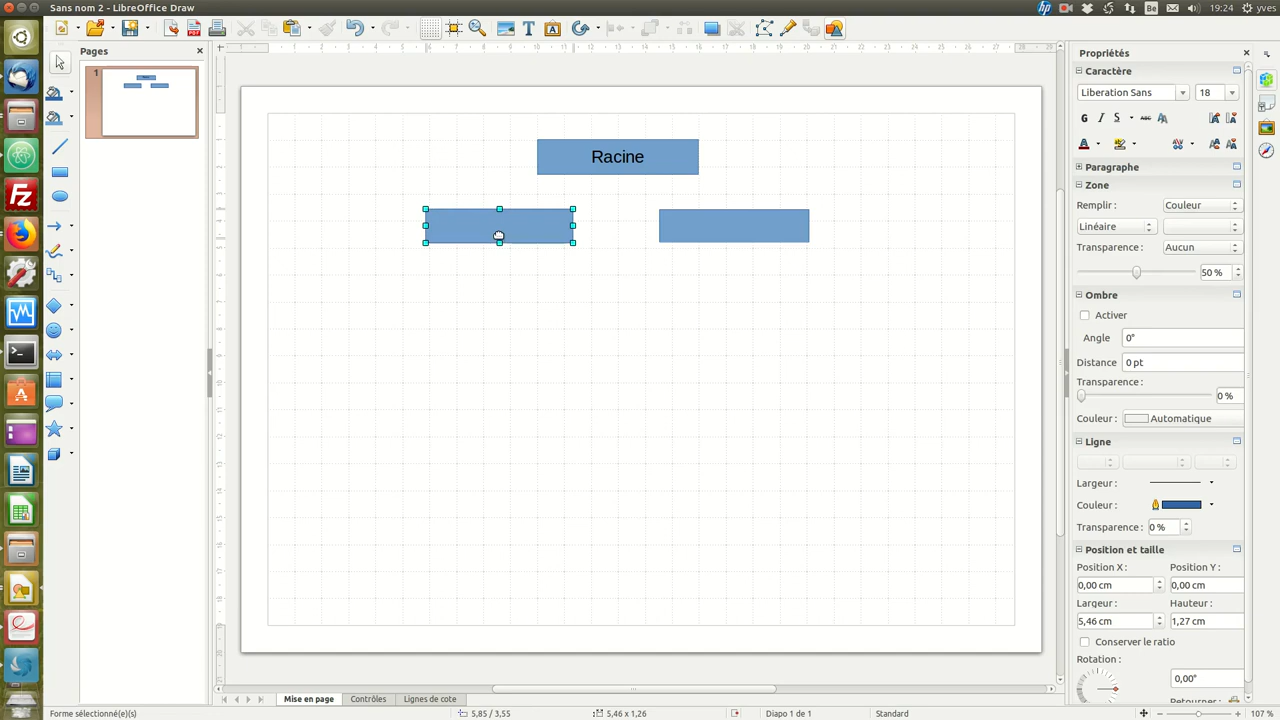 Sans nom 2 - LibreOffice Draw
Be
19:24
yves
Pages
1
Racine
Propriétés
Caractère
Liberation Sans
18
G
Paragraphe
Zone
Remplir :
Couleur
Linéaire
Transparence :
Aucun
50 %
Ombre
Activer
Angle
0°
Distance
0 pt
Transparence :
0 %
Couleur :
Automatique
Ligne
Largeur :
Couleur :
Transparence :
0 %
Position et taille
Position X :
Position Y :
0,00 cm
0,00 cm
Largeur :
Hauteur :
5,46 cm
1,27 cm
Conserver le ratio
Rotation :
0,00°
Retourner :
Mise en page
Contrôles
Lignes de cote
Forme sélectionné(e)(s)
5,85 / 3,55
5,46 x 1,26
Diapo 1 de 1
Standard
107 %